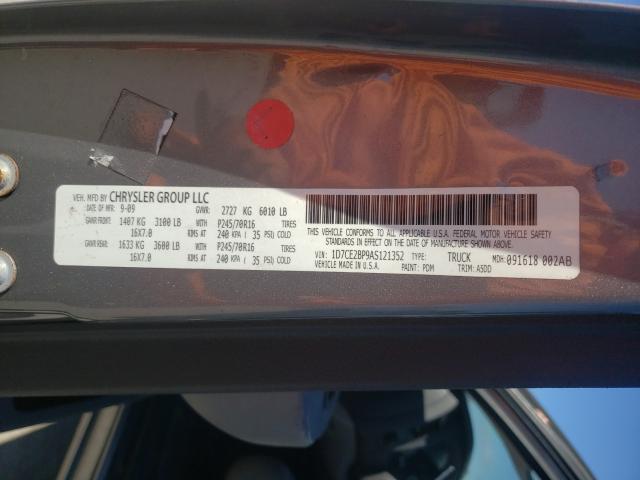 VEH. MFD BY CHRYSLER GROUP LLC
DATE OF MFR 9-09 GVWR: 2727 KG 6010 LB
GAWR FRONT: 1407 KG 3100 LB WITH P245/70R16 TIRES
16X7.0 RIMS AT 240 KPA ( 35 PSI) COLD
GAWR REAR: 1633 KG 3600 LB WITH P245/70R16 TIRES
16X7.0 RIMS AT 240 KPA ( 35 PSI) COLD
THIS VEHICLE CONFORMS TO ALL APPLICABLE U.S.A. FEDERAL MOTOR VEHICLE SAFETY
STANDARDS IN EFFECT ON THE DATE OF MANUFACTURE SHOWN ABOVE.
VIN: 1D7CE2BP9AS121352 TYPE: TRUCK MDH: 091618 002AB
VEHICLE MADE IN U.S.A. PAINT: PDM TRIM: A5DD